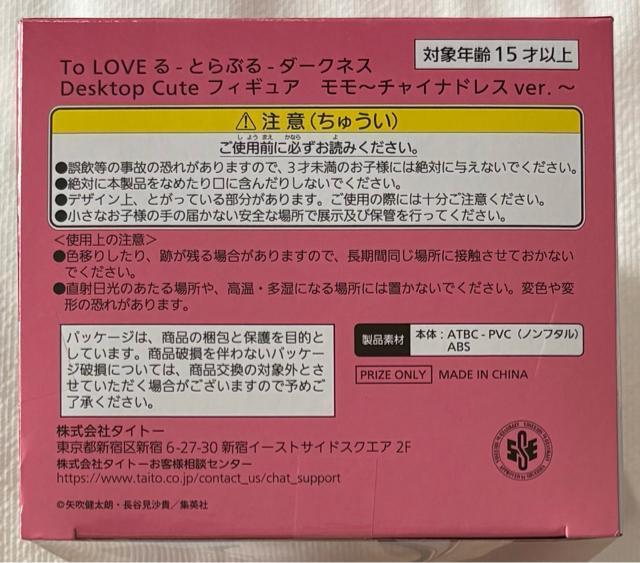 To LOVE る - とらぶる - ダークネス
対象年齢 15 才以上
Desktop Cute フィギュア モモ～チャイナドレス ver. ～
⚠ 注意(ちゅうい)
ご使用前に必ずお読みください。
●誤飲等の事故の恐れがありますので、3才未満のお子様には絶対に与えないでください。
●絶対に本製品をなめたり口に含んだりしないでください。
●デザイン上、とがっている部分があります。ご使用の際には十分ご注意ください。
●小さなお子様の手の届かない安全な場所で展示及び保管を行ってください。
＜使用上の注意＞
●色移りしたり、跡が残る場合がありますので、長期間同じ場所に接触させておかない
でください。
●直射日光のあたる場所や、高温・多湿になる場所には置かないでください。変色や変
形の恐れがあります。
パッケージは、商品の梱包と保護を目的と
しています。商品破損を伴わないパッケー
ジ破損については、商品交換の対象外とさ
せていただく場合がございますので予めご
了承ください。
製品素材 本体：ATBC - PVC（ノンフタル）
ABS
PRIZE ONLY MADE IN CHINA
株式会社タイトー
東京都新宿区新宿 6-27-30 新宿イーストサイドスクエア 2F
株式会社タイトーお客様相談センター
https://www.taito.co.jp/contact_us/chat_support
©矢吹健太朗・長谷見沙貴／集英社